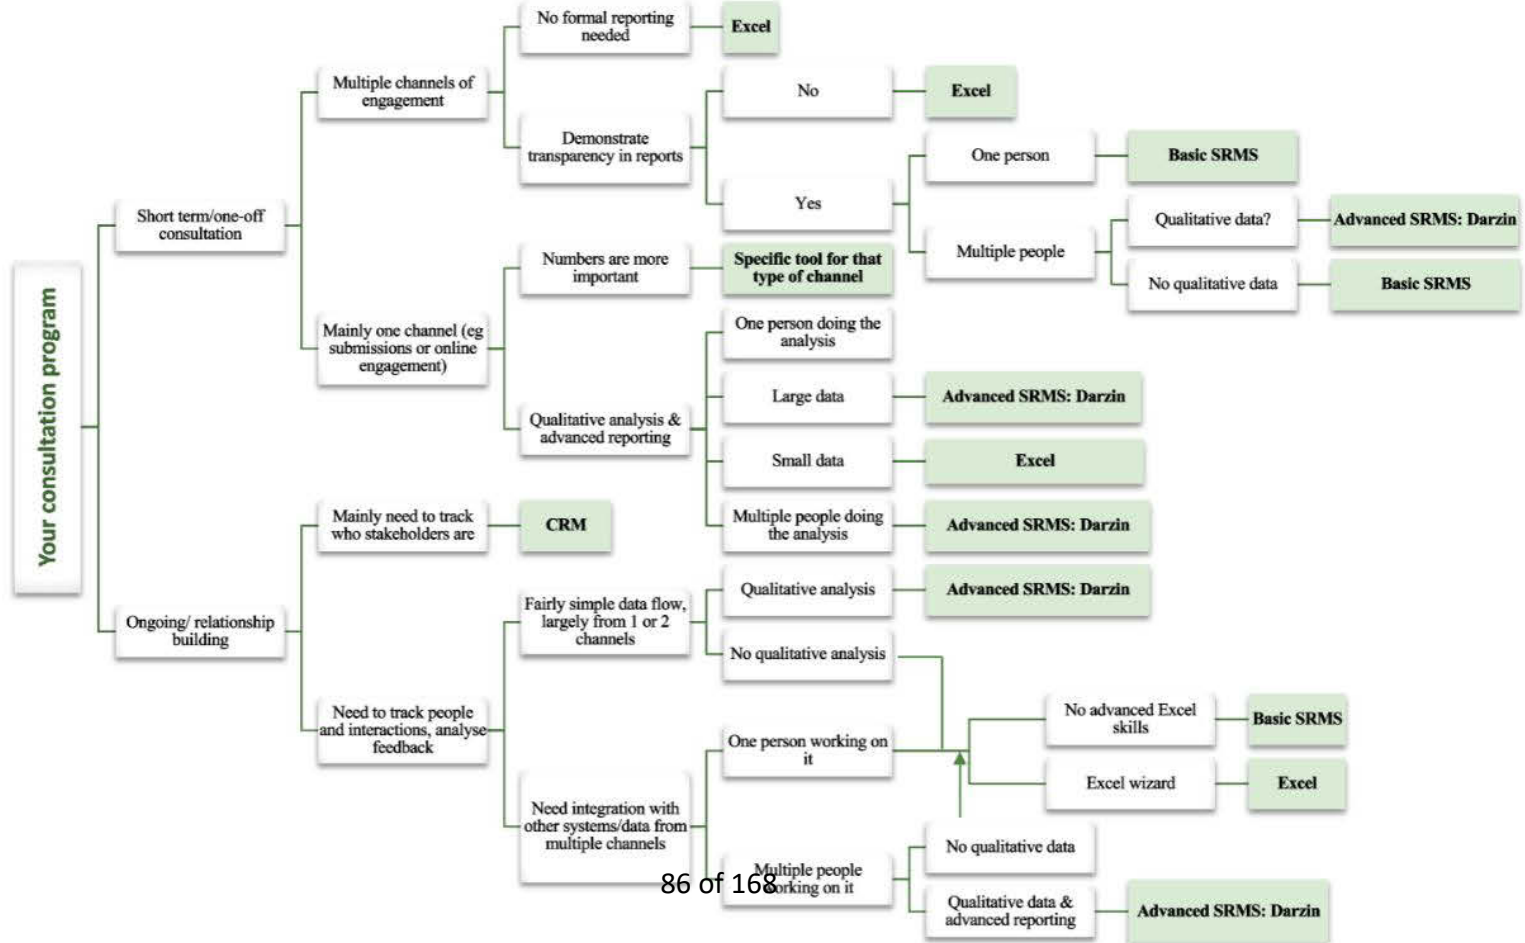 Your consultation program
Short term/one-off
consultation
Multiple channels of
engagement
No formal reporting
needed
Excel
Demonstrate
transparency in reports
No
Excel
Yes
One person
Basic SRMS
Multiple people
Qualitative data?
Advanced SRMS: Darzin
No qualitative data
Basic SRMS
Mainly one channel (eg
submissions or online
engagement)
Numbers are more
important
Specific tool for that
type of channel
Qualitative analysis &
advanced reporting
One person doing the
analysis
Large data
Advanced SRMS: Darzin
Small data
Excel
Multiple people doing
the analysis
Advanced SRMS: Darzin
Ongoing/ relationship
building
Mainly need to track
who stakeholders are
CRM
Need to track people
and interactions, analyse
feedback
Fairly simple data flow,
largely from 1 or 2
channels
Qualitative analysis
Advanced SRMS: Darzin
No qualitative analysis
Need integration with
other systems/data from
multiple channels
One person working on
it
No advanced Excel
skills
Basic SRMS
Excel wizard
Excel
Multiple people
working on it
No qualitative data
Qualitative data &
advanced reporting
Advanced SRMS: Darzin
86 of 168